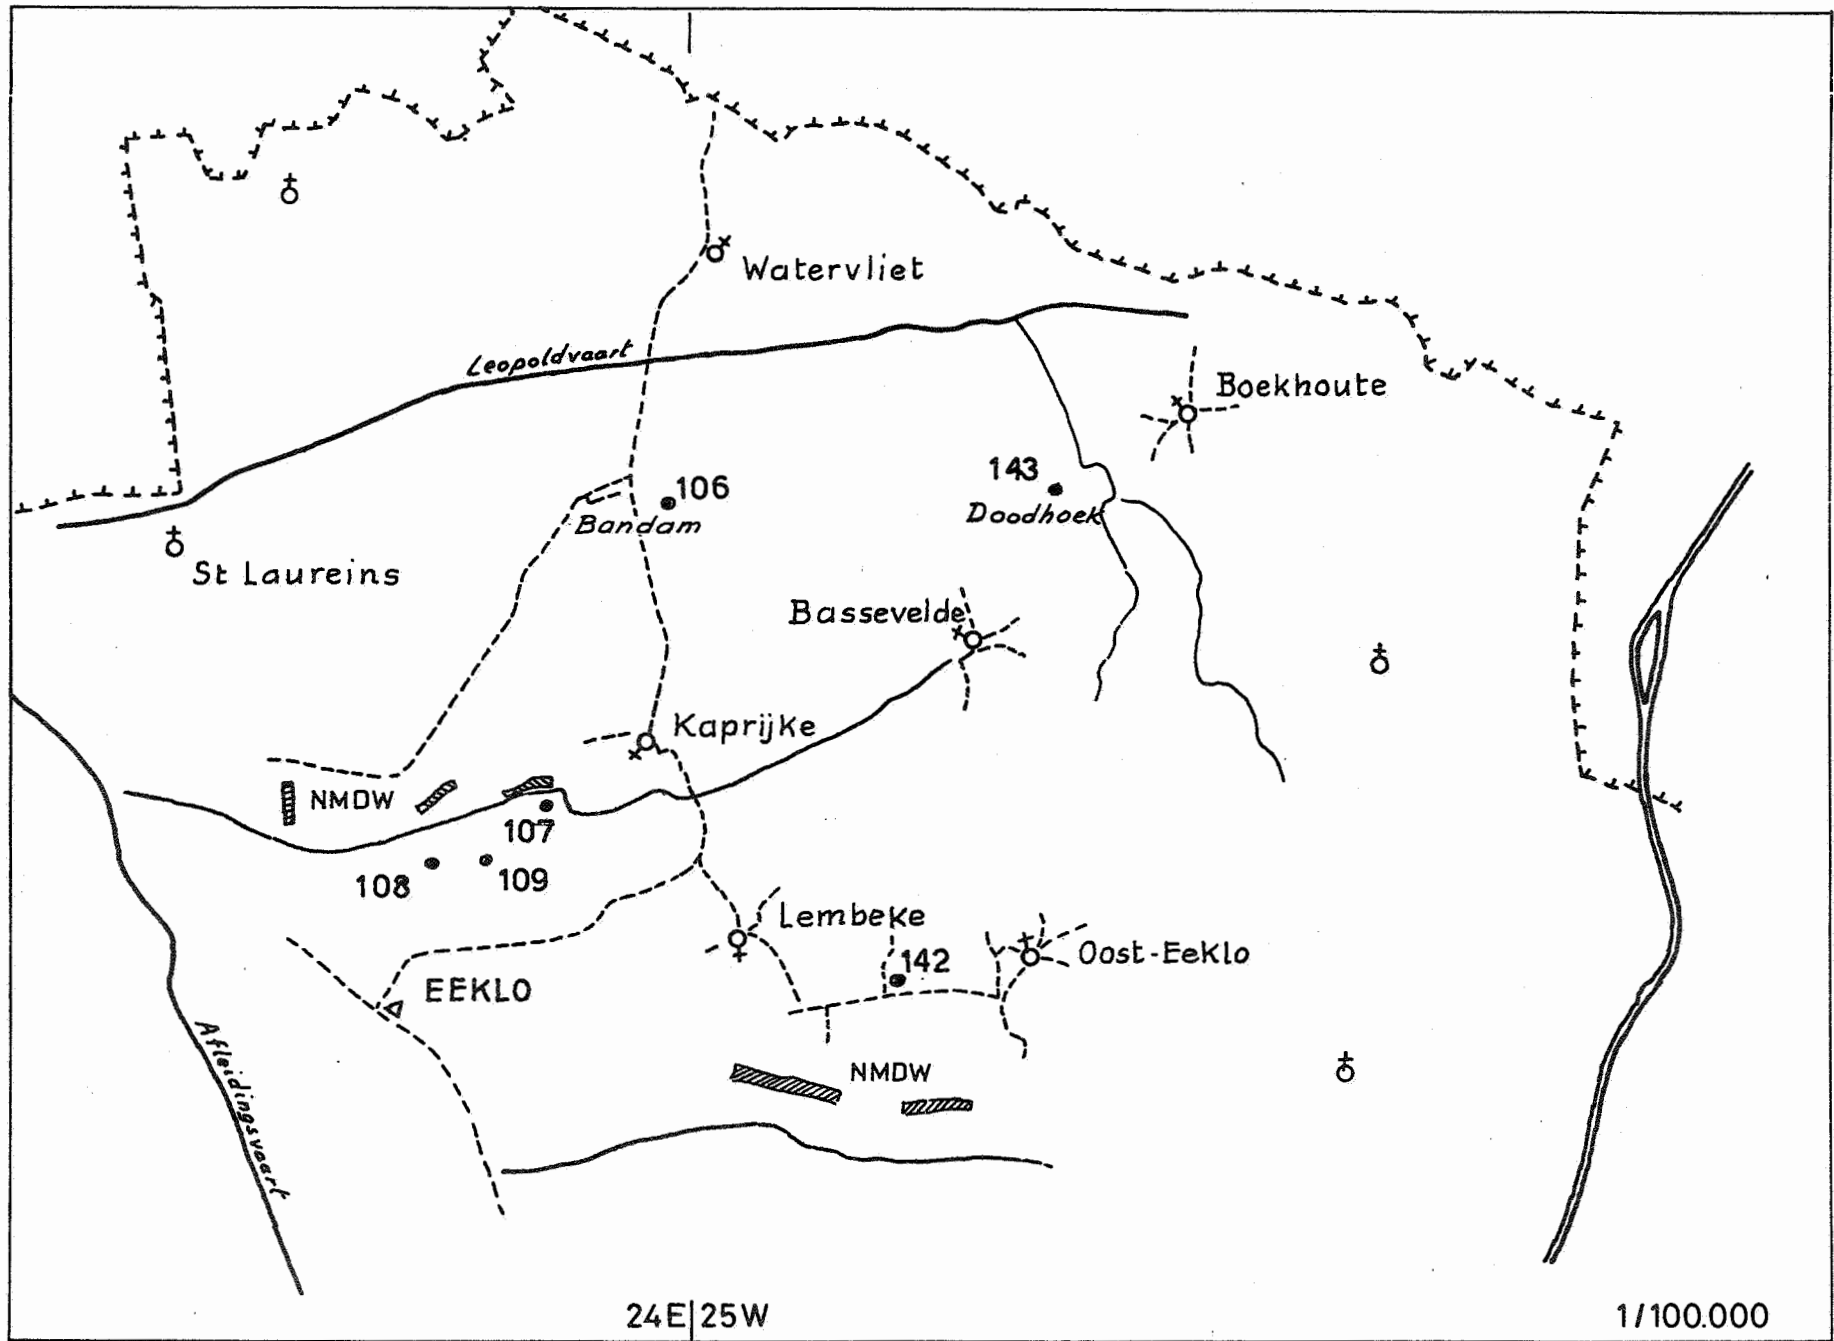 Watervliet
Leopoldvaart
Boekhoute
143
106
Doodhoek
Bandam
St Laureins
Bassevelde
Kaprijke
NMDW
107
108
109
Lembeke
142
Oost-Eeklo
EEKLO
Afleidingsvaart
NMDW
24E 25W
1/100.000